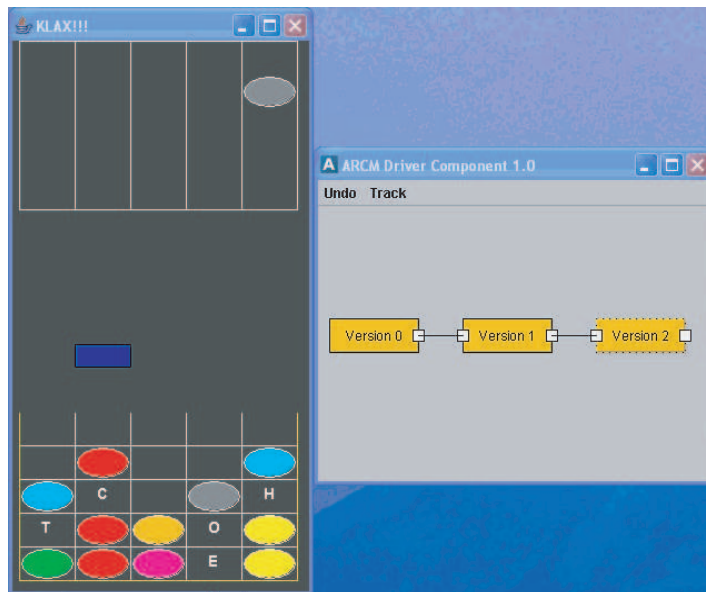 KLAX!!!
C
H
T
O
E
ARCM Driver Component 1.0
Undo Track
Version 0 Version 1 Version 2